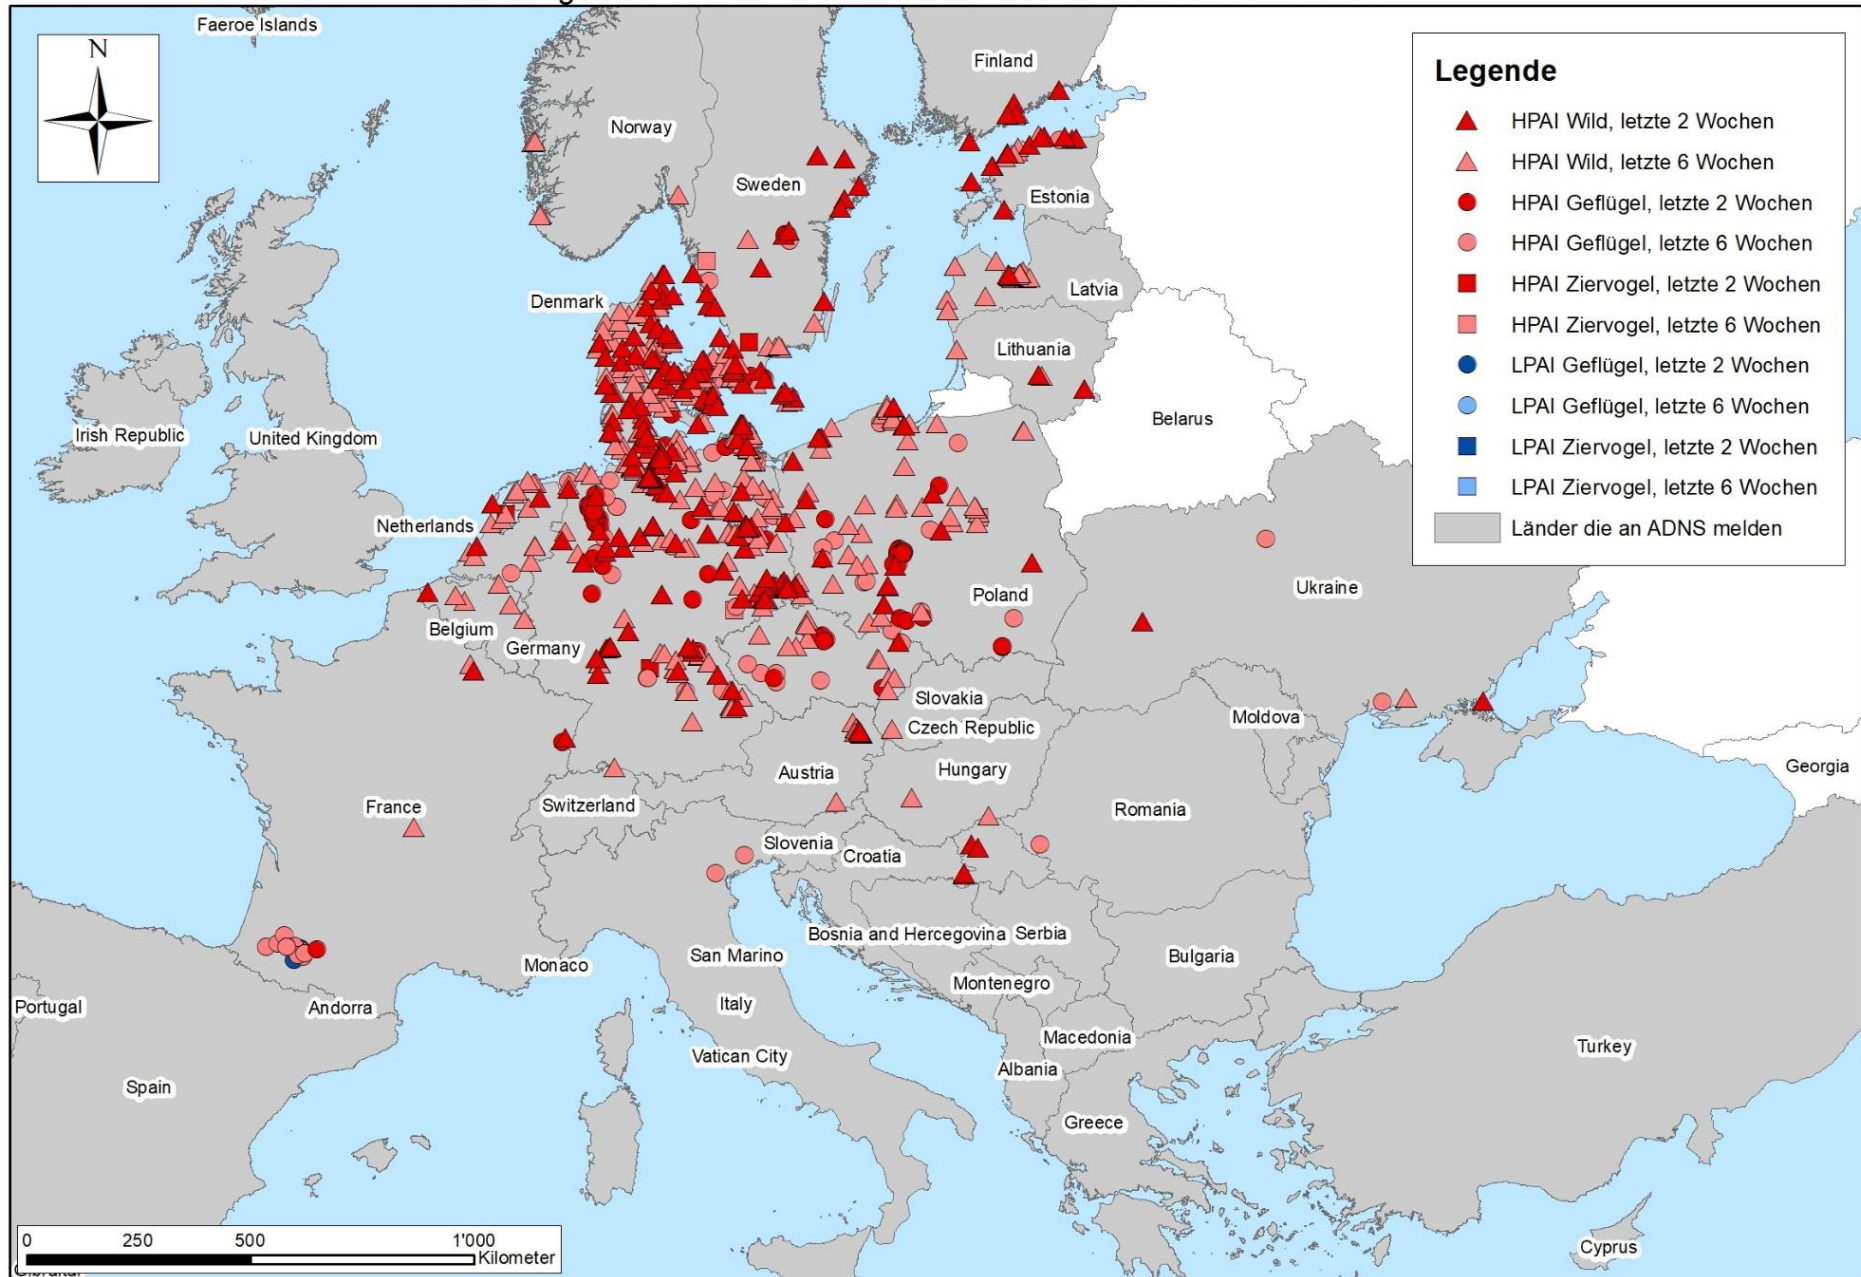 g
Faeroe Islands
N
Finland
Norway
Sweden
Estonia
Latvia
Denmark
Lithuania
Irish Republic
United Kingdom
Belarus
Netherlands
Ukraine
Poland
Belgium
Germany
Slovakia
Moldova
Czech Republic
Austria
Hungary
Georgia
France
Switzerland
Romania
Slovenia
Croatia
Bosnia and Hercegovina
Serbia
San Marino
Bulgaria
Monaco
Montenegro
Portugal
Andorra
Italy
Macedonia
Turkey
Vatican City
Albania
Spain
Greece
Cyprus
Legende
HPAI Wild, letzte 2 Wochen
HPAI Wild, letzte 6 Wochen
HPAI Geflügel, letzte 2 Wochen
HPAI Geflügel, letzte 6 Wochen
HPAI Ziervogel, letzte 2 Wochen
HPAI Ziervogel, letzte 6 Wochen
LPAI Geflügel, letzte 2 Wochen
LPAI Geflügel, letzte 6 Wochen
LPAI Ziervogel, letzte 2 Wochen
LPAI Ziervogel, letzte 6 Wochen
Länder die an ADNS melden
0 250 500 1'000
Kilometer